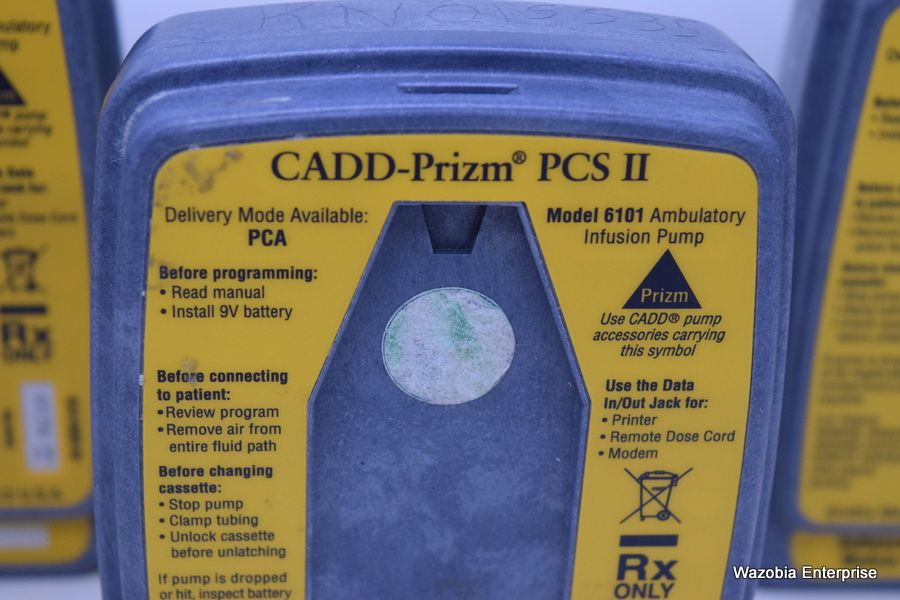 CADD-Prizm® PCS II
Delivery Mode Available:
PCA
Before programming:
• Read manual
• Install 9V battery
Before connecting
to patient:
• Review program
• Remove air from
entire fluid path
Before changing
cassette:
• Stop pump
• Clamp tubing
• Unlock cassette
before unlatching
If pump is dropped
or hit, inspect battery
Model 6101 Ambulatory
Infusion Pump
Prizm
Use CADD® pump
accessories carrying
this symbol
Use the Data
In/Out Jack for:
• Printer
• Remote Dose Cord
• Modem
Rx
ONLY
Rx
ONLY
Wazobia Enterprise